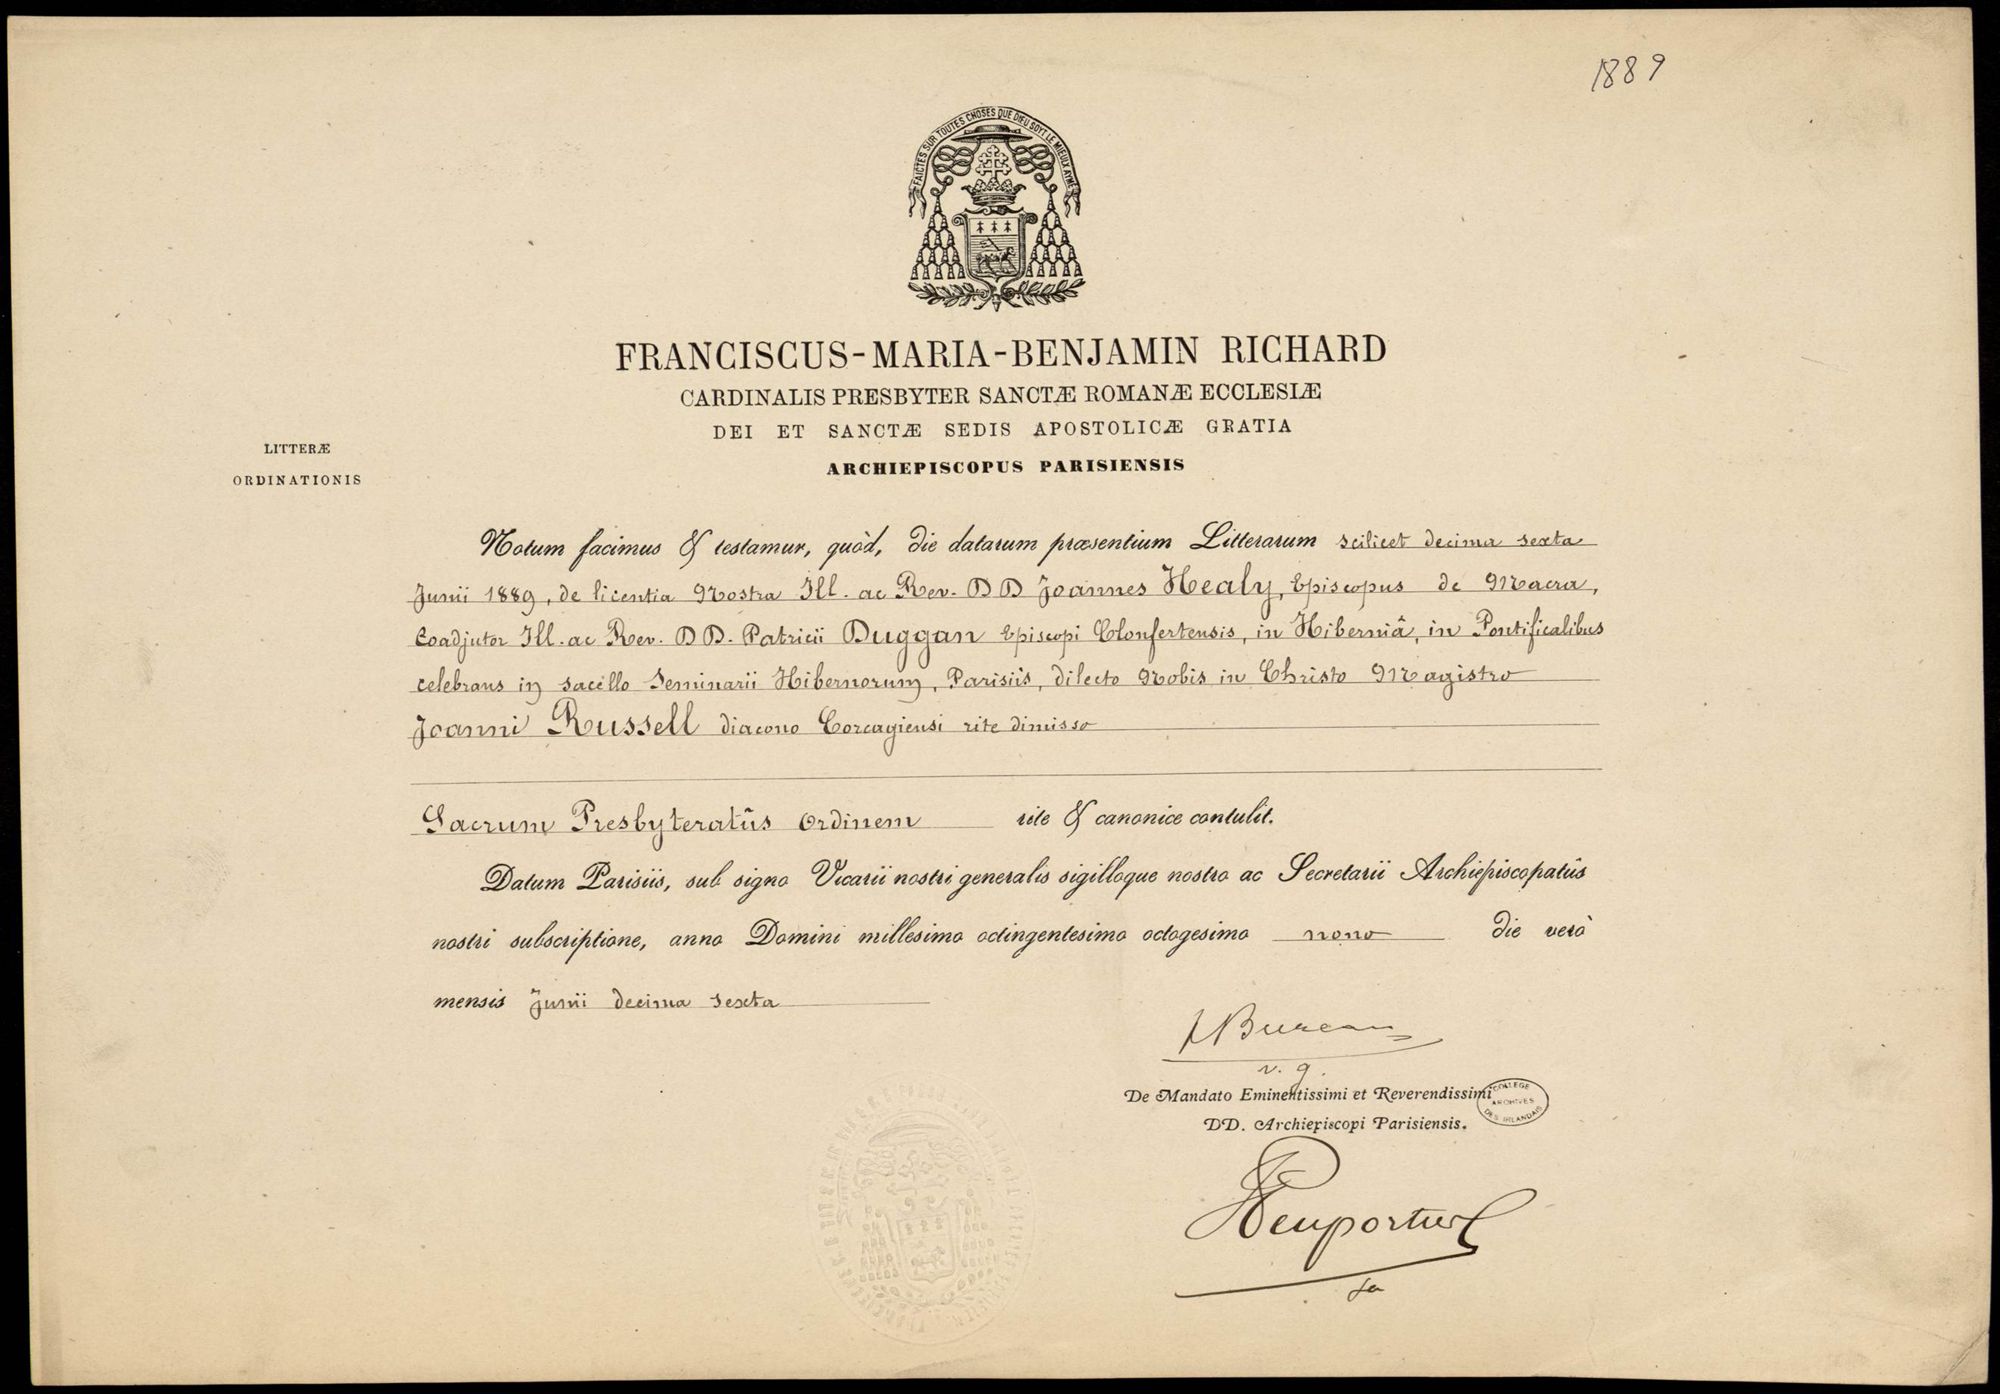 1889
FAICTES SUR TOUTES CHOSES QUE DIEU SOYT LE MIEUX AYMÉ
FRANCISCUS-MARIA-BENJAMIN RICHARD
CARDINALIS PRESBYTER SANCTÆ ROMANÆ ECCLESIÆ
DEI ET SANCTÆ SEDIS APOSTOLICÆ GRATIA
ARCHIEPISCOPUS PARISIENSIS
LITTERÆ
ORDINATIONIS
Notum facimus & testamur, quòd, die datarum præsentium Litterarum scilicet decima sexta
Junii 1889, de licentia Nostra Ill. ac Rev. DD Joannes Healy, Episcopus de Macra,
Coadjutor Ill. ac Rev. DD. Patricii Duggan Episcopi Clonfertensis, in Hiberniâ, in Pontificalibus
celebrans in sacello Seminarii Hibernorum, Parisiis, dilecto Nobis in Christo Magistro
Joanni Russell diacono Corcagiensi rite dimisso
Sacrum Presbyteratûs Ordinem rite & canonice contulit.
Datum Parisiis, sub signo Vicarii nostri generalis sigilloque nostro ac Secretarii Archiepiscopatûs
nostri subscriptione, anno Domini millesimo octingentesimo octogesimo nono die verò
mensis Junii decima sexta
Bureau
v. g.
De Mandato Eminentissimi et Reverendissimi
DD. Archiepiscopi Parisiensis.
COLLEGE
ARCHIVES
DES IRLANDAIS